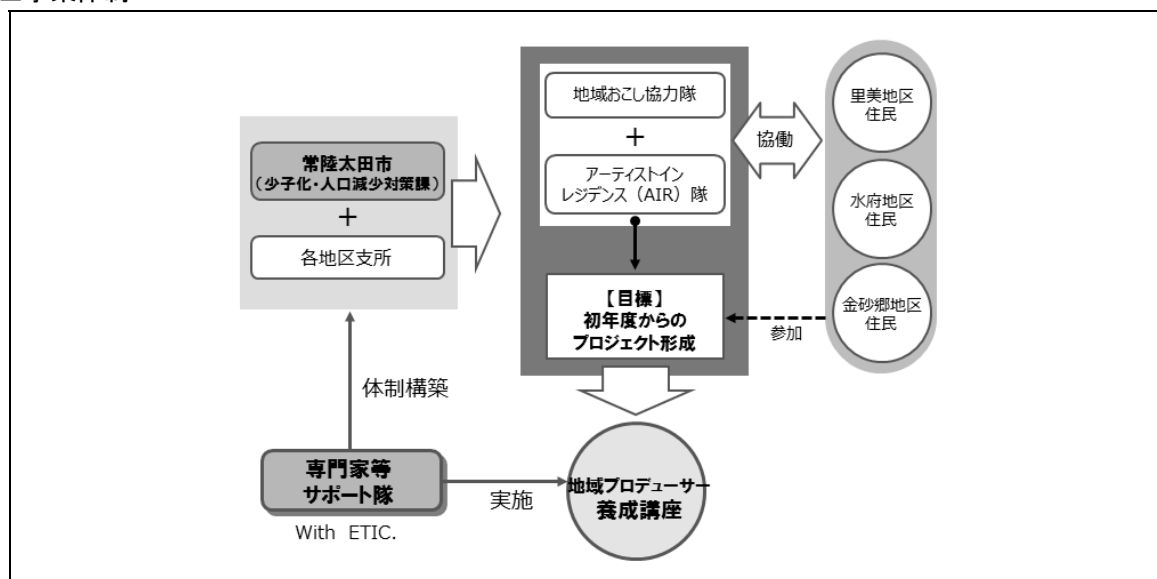 常陸太田市
(少子化・人口減少対策課)
+
各地区支所
地域おこし協力隊
+
アーティストイン
レジデンス(AIR)隊
【目標】
初年度からの
プロジェクト形成
協働
里美地区
住民
水府地区
住民
金砂郷地区
住民
参加
体制構築
専門家等
サポート隊
With ETIC.
実施
地域プロデューサー
養成講座